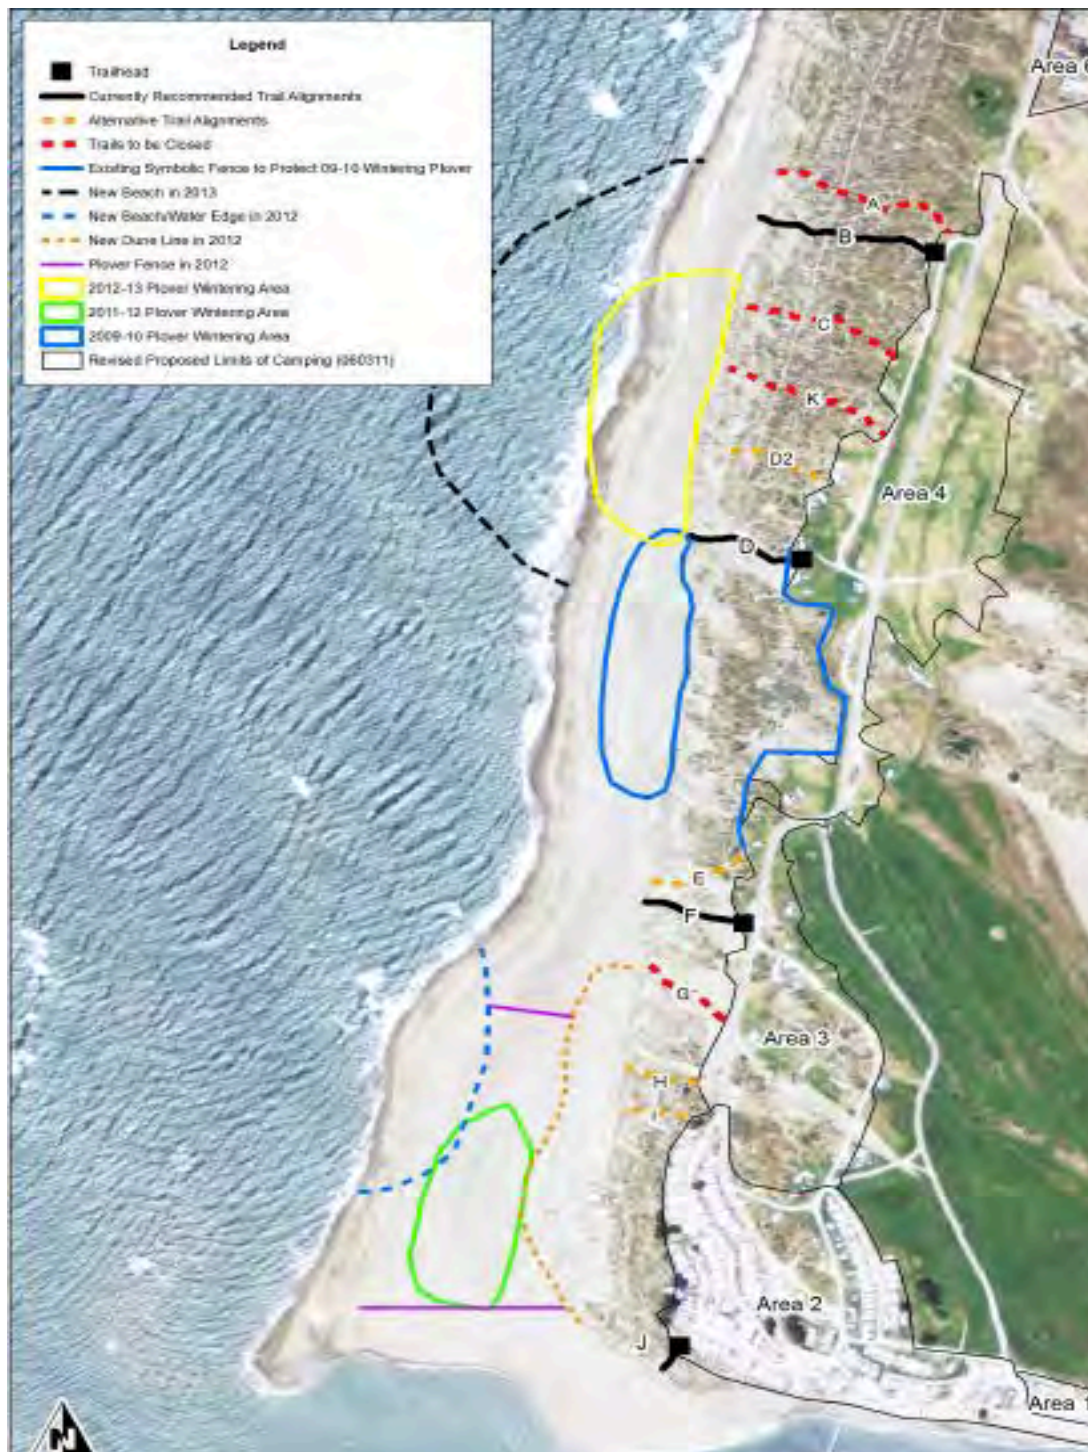 Legend
Trailhead
Currently Recommended Trail Alignments
Alternative Trail Alignments
Trails to be Closed
Existing Symbolic Fence to Protect 09-10 Wintering Plover
New Beach in 2013
New Beach/Water Edge in 2012
New Dune Line in 2012
Plover Fence in 2012
2012-13 Plover Wintering Area
2011-12 Plover Wintering Area
2009-10 Plover Wintering Area
Revised Proposed Limits of Camping (060311)
Area 6
A
B
C
K
D2
Area 4
D
E
F
G
Area 3
H
I
Area 2
J
Area 1
N